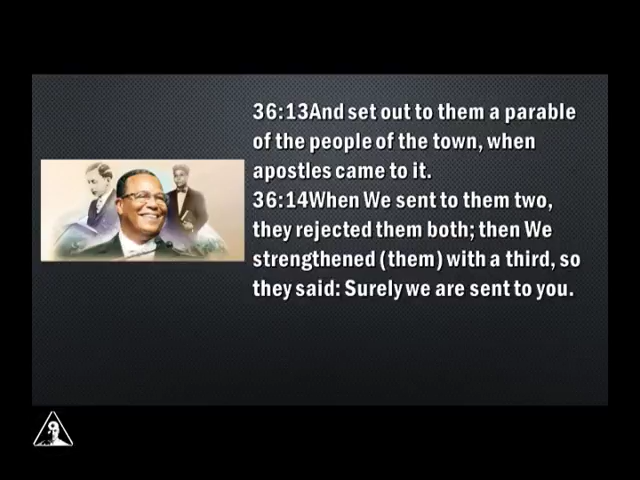 36:13And set out to them a parable
of the people of the town, when
apostles came to it.
36:14When We sent to them two,
they rejected them both; then We
strengthened (them) with a third, so
they said: Surely we are sent to you.